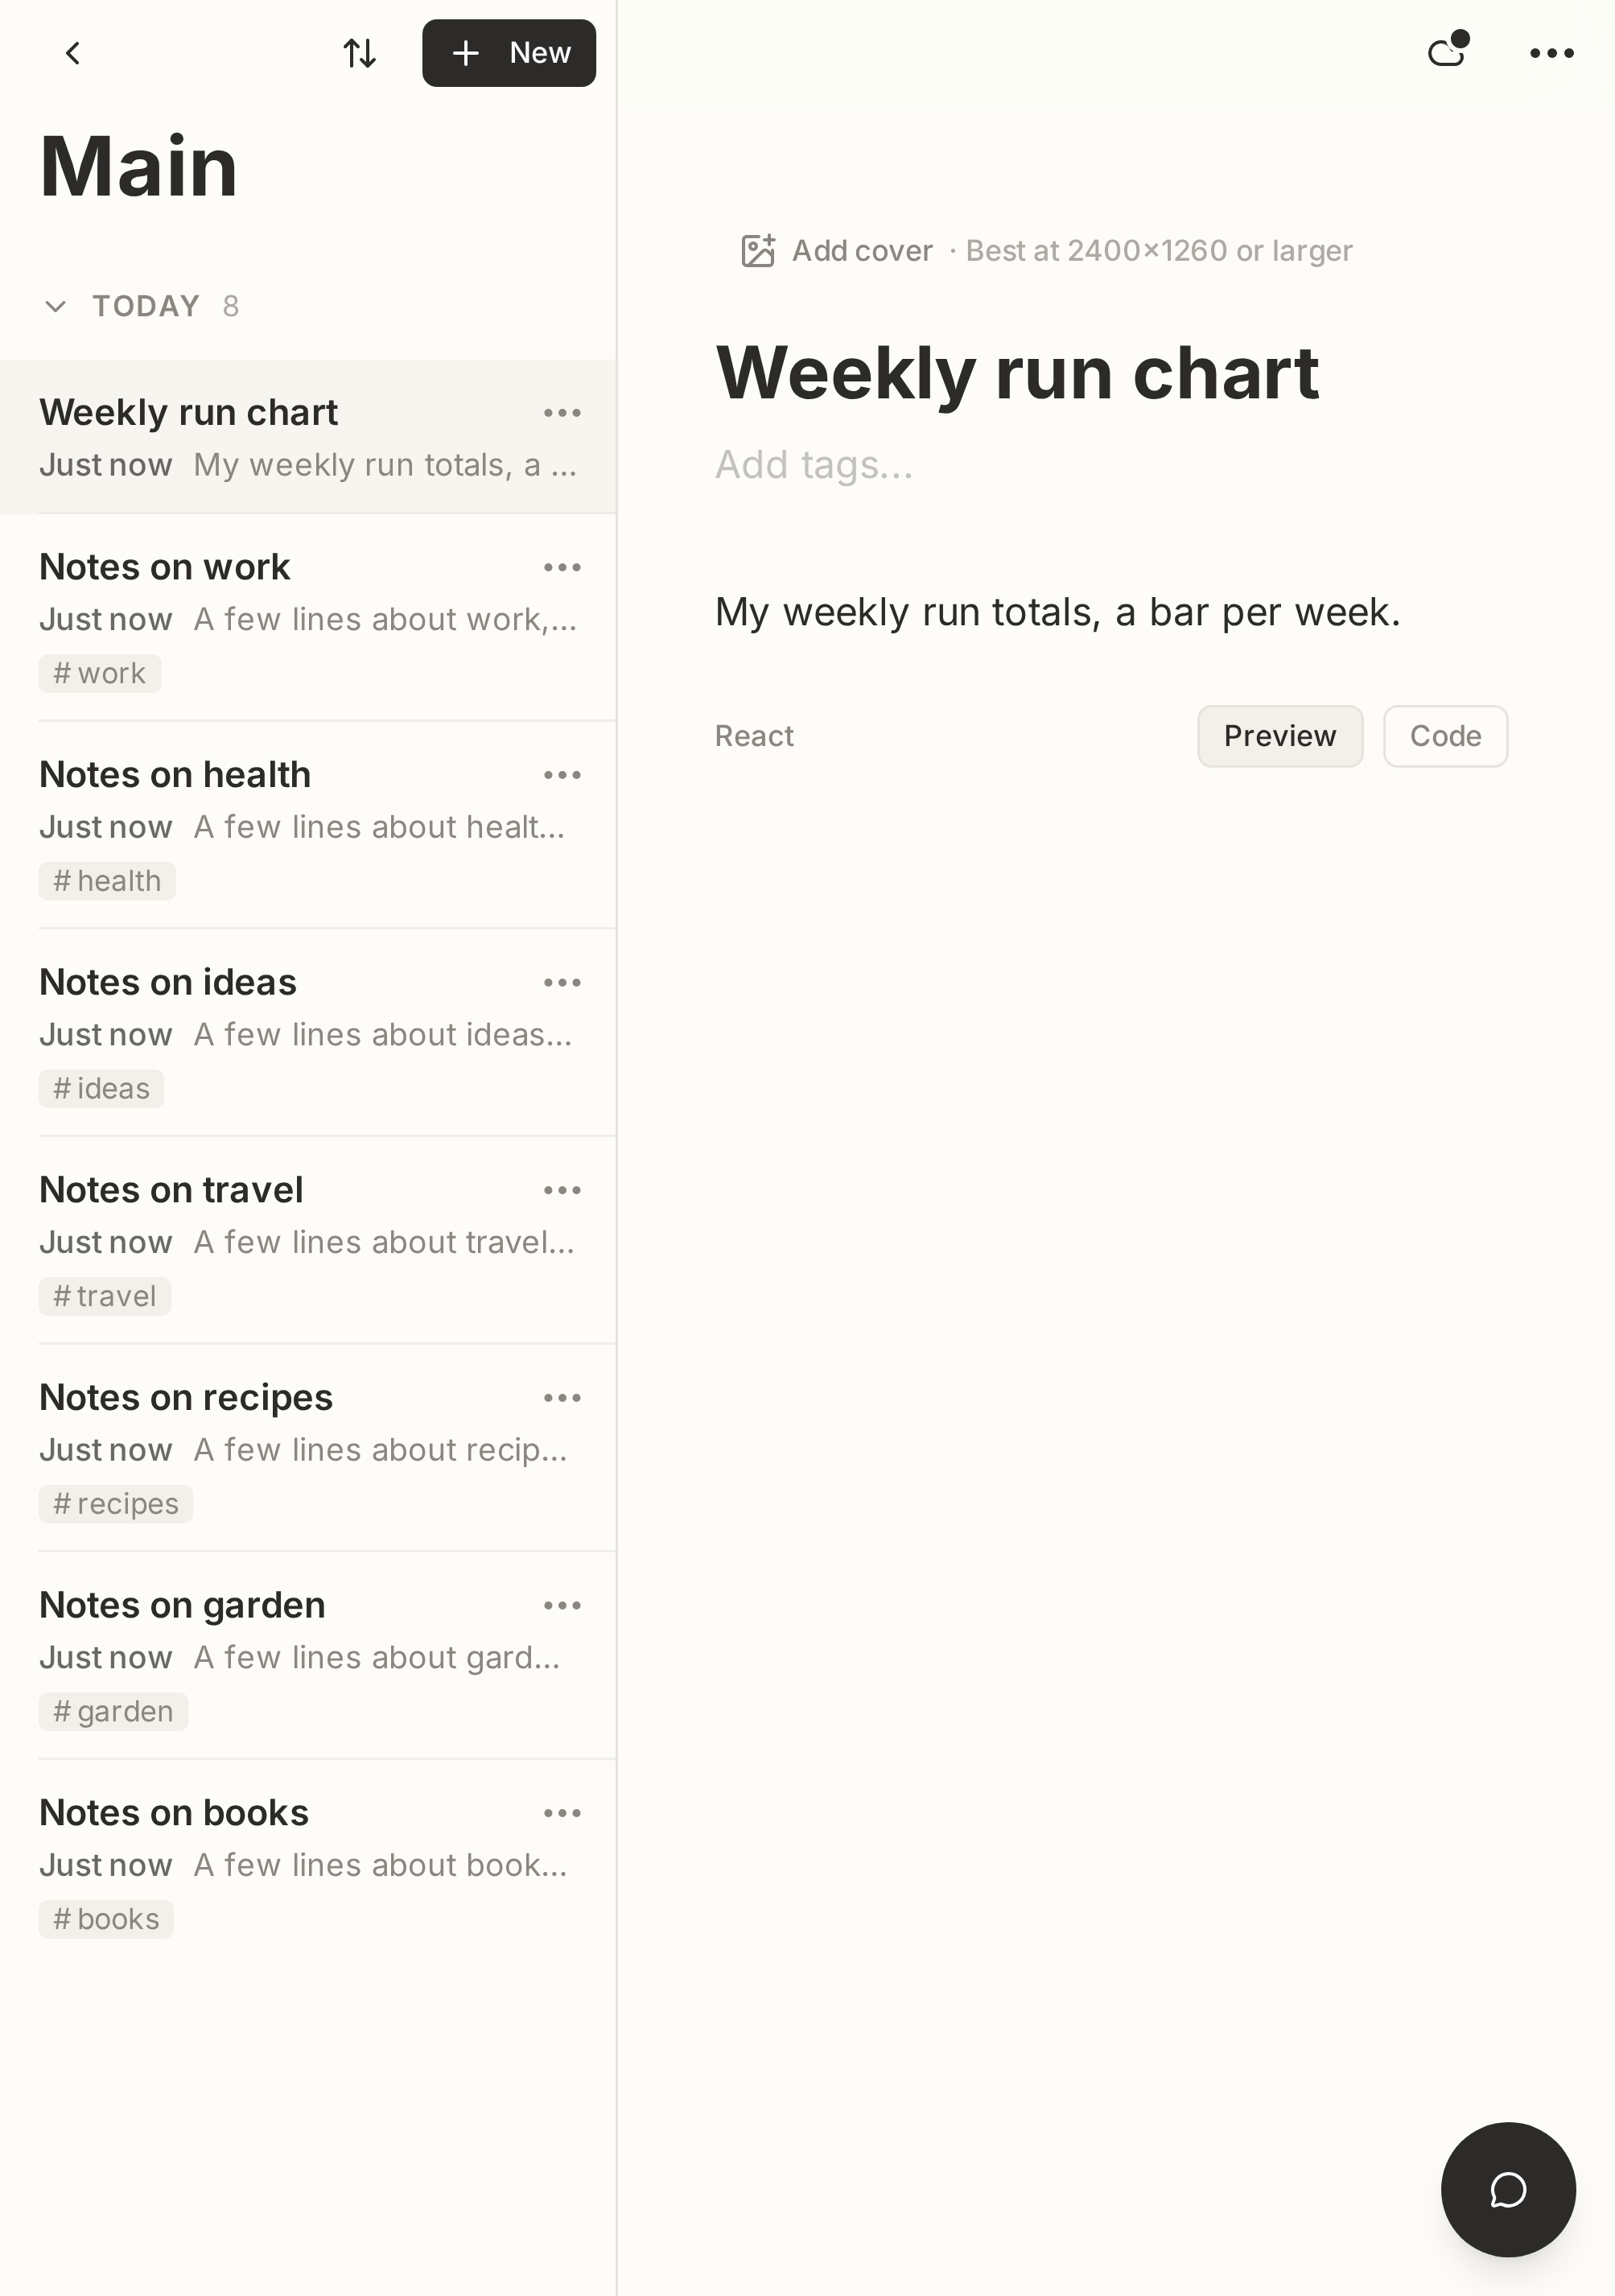 New
Main
TODAY 8
Weekly run chart
Just now My weekly run totals, a ...
Notes on work
Just now A few lines about work,...
# work
Notes on health
Just now A few lines about healt...
# health
Notes on ideas
Just now A few lines about ideas...
# ideas
Notes on travel
Just now A few lines about travel...
# travel
Notes on recipes
Just now A few lines about recip...
# recipes
Notes on garden
Just now A few lines about gard...
# garden
Notes on books
Just now A few lines about book...
# books
Add cover · Best at 2400×1260 or larger
Weekly run chart
Add tags...
My weekly run totals, a bar per week.
React Preview Code